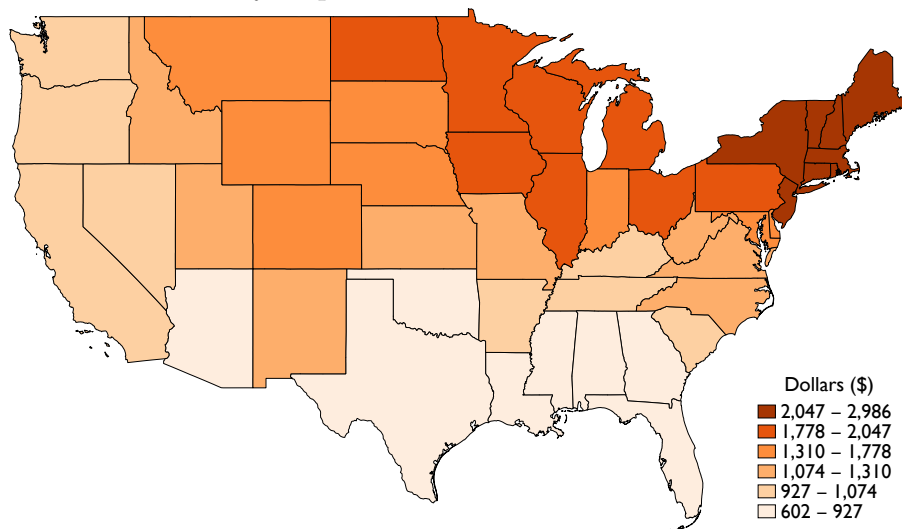 Dollars ($)
2,047 – 2,986
1,778 – 2,047
1,310 – 1,778
1,074 – 1,310
927 – 1,074
602 – 927